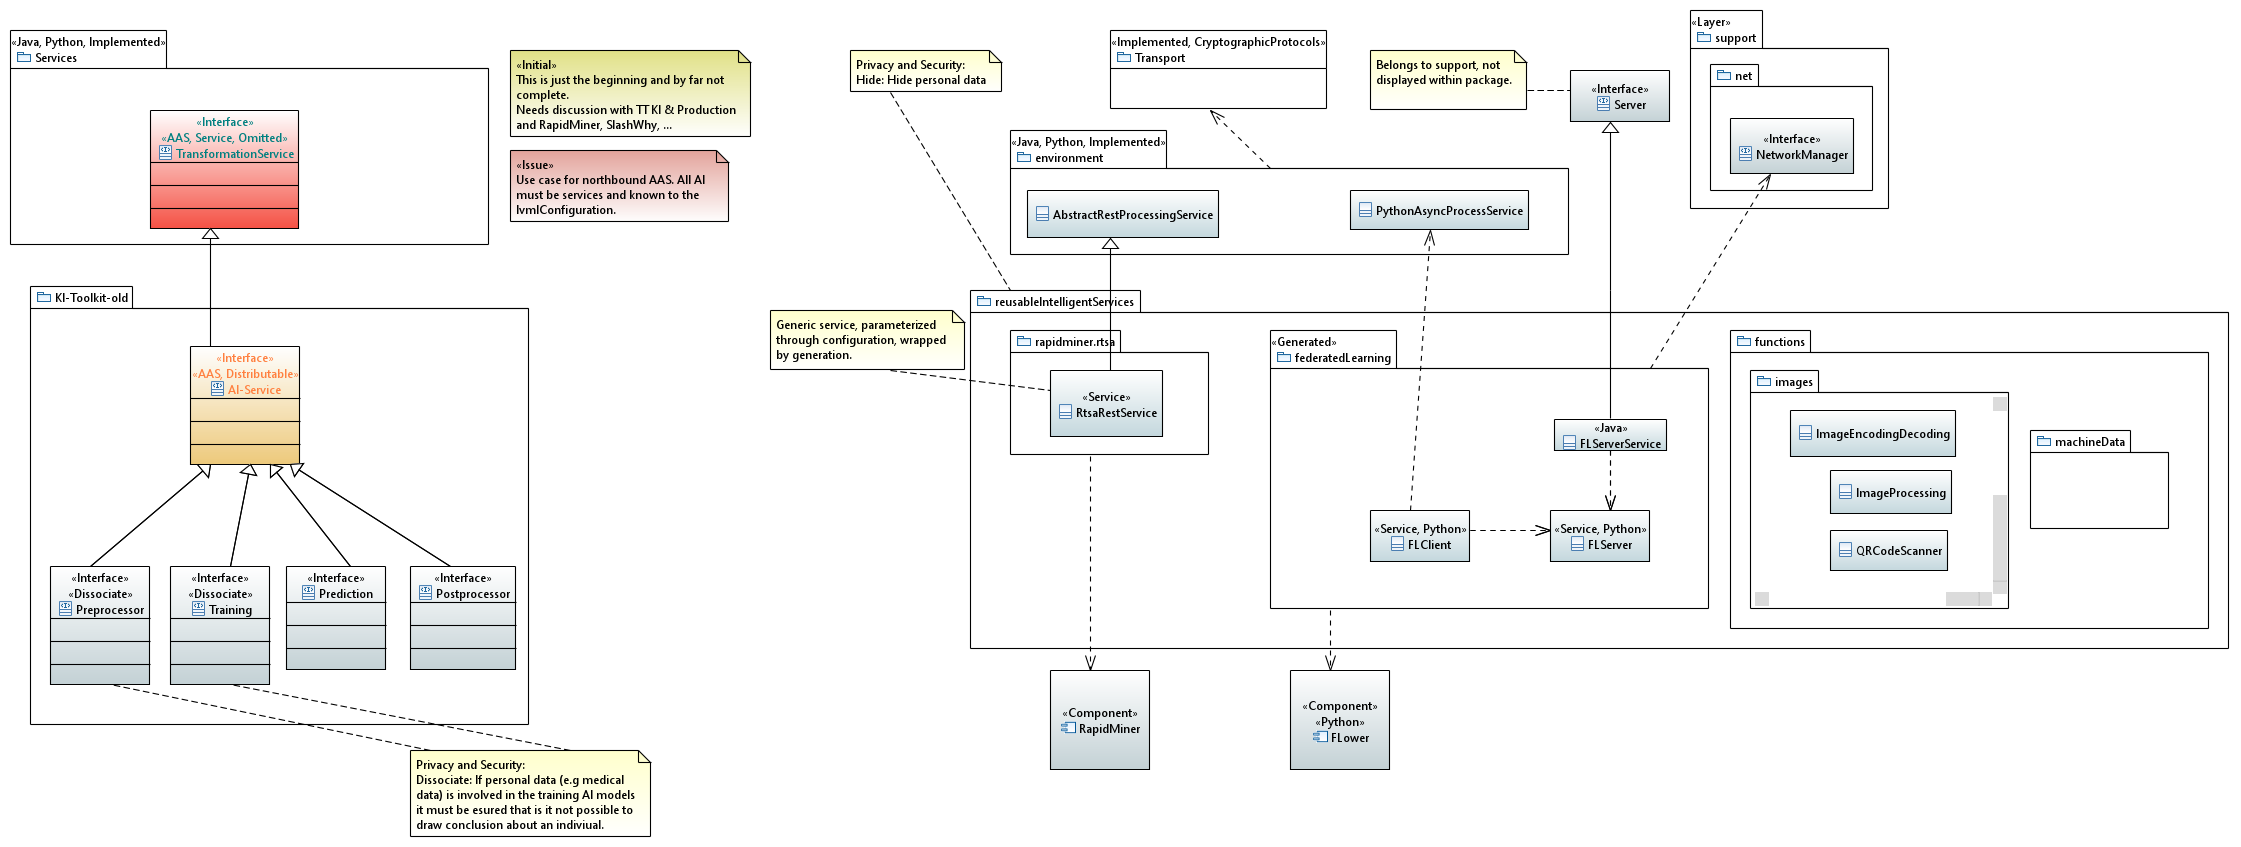 «Java, Python, Implemented»
Services
«Interface»
«AAS, Service, Omitted»
TransformationService
«Initial»
This is just the beginning and by far not
complete.
Needs discussion with TT KI & Production
and RapidMiner, SlashWhy, ...
«Issue»
Use case for northbound AAS. All AI
must be services and known to the
IvmlConfiguration.
KI-Toolkit-old
«Interface»
«AAS, Distributable»
AI-Service
«Interface»
«Dissociate»
Preprocessor
«Interface»
«Dissociate»
Training
«Interface»
Prediction
«Interface»
Postprocessor
Privacy and Security:
Dissociate: If personal data (e.g medical
data) is involved in the training AI models
it must be esured that is it not possible to
draw conclusion about an indiviual.
Privacy and Security:
Hide: Hide personal data
«Implemented, CryptographicProtocols»
Transport
Belongs to support, not
displayed within package.
«Interface»
Server
«Layer»
support
net
«Interface»
NetworkManager
«Java, Python, Implemented»
environment
AbstractRestProcessingService
PythonAsyncProcessService
reusableIntelligentServices
Generic service, parameterized
through configuration, wrapped
by generation.
rapidminer.rtsa
«Service»
RtsaRestService
«Generated»
federatedLearning
«Java»
FLServerService
«Service, Python»
FLClient
«Service, Python»
FLServer
functions
images
ImageEncodingDecoding
ImageProcessing
QRCodeScanner
machineData
«Component»
RapidMiner
«Component»
«Python»
FLower